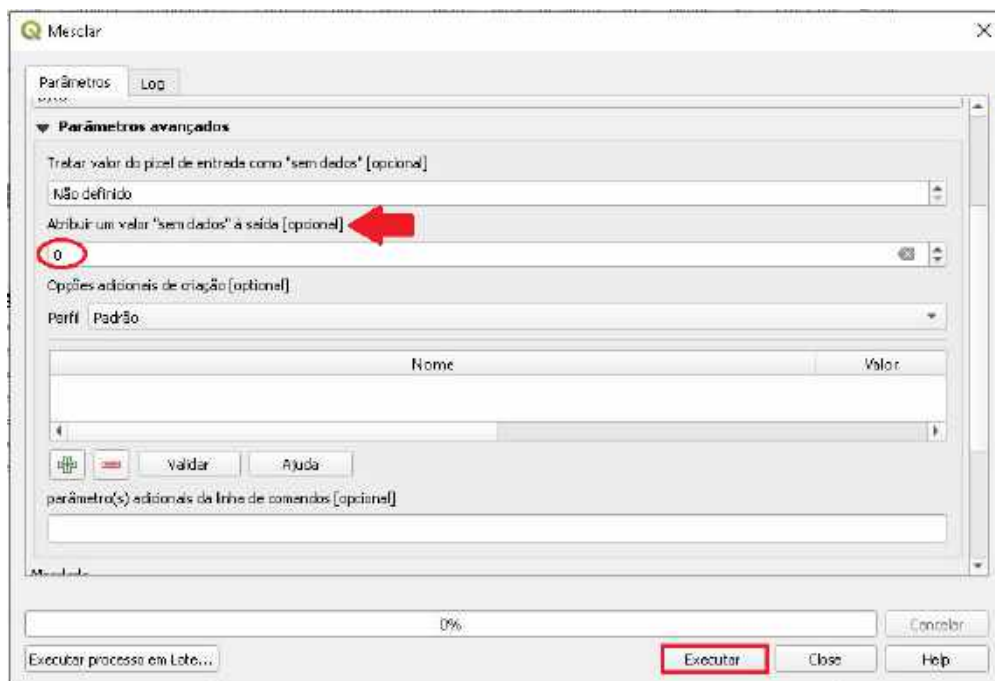 Mesclar
Parâmetros Log
Parâmetros avançados
Tratar valor do pixel de entrada como "sem dados" [opcional]
Não definido
Atribuir um valor "sem dados" à saída [opcional]
0
Opções adicionais de criação [optional]
Perfil Padrão
Nome Valor
Validar Ajuda
parâmetro(s) adicionais da linha de comandos [opcional]
0% Cancelar
Executar processo em Lote... Executar Close Help